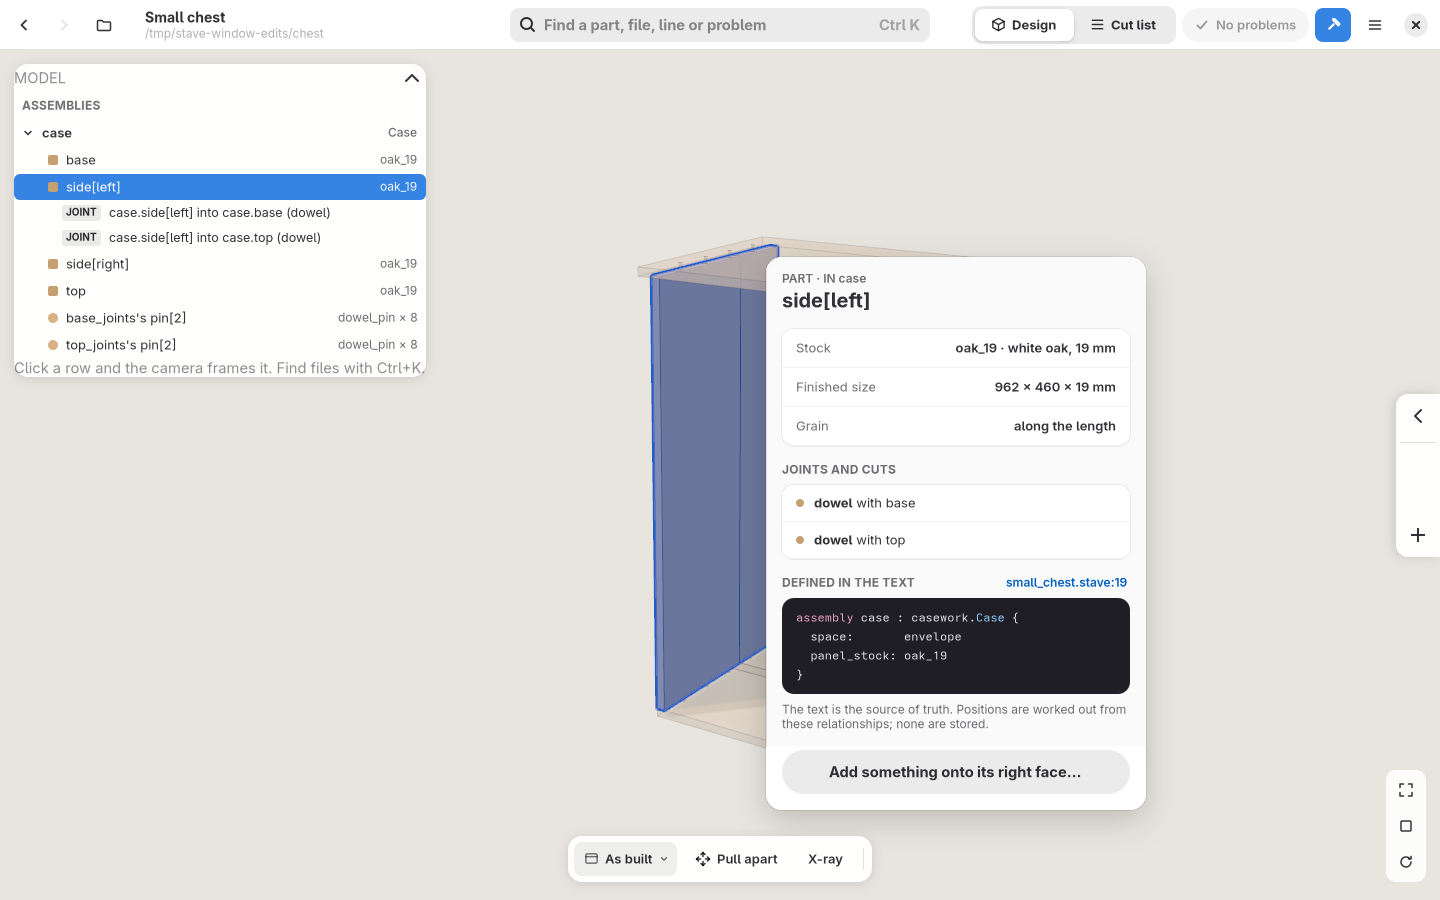 Small chest
/tmp/stave-window-edits/chest
Find a part, file, line or problem Ctrl K
Design
Cut list
No problems
MODEL
ASSEMBLIES
case Case
base oak_19
side[left] oak_19
JOINT case.side[left] into case.base (dowel)
JOINT case.side[left] into case.top (dowel)
side[right] oak_19
top oak_19
base_joints's pin[2] dowel_pin × 8
top_joints's pin[2] dowel_pin × 8
Click a row and the camera frames it. Find files with Ctrl+K.
PART · IN case
side[left]
Stock oak_19 · white oak, 19 mm
Finished size 962 × 460 × 19 mm
Grain along the length
JOINTS AND CUTS
dowel with base
dowel with top
DEFINED IN THE TEXT small_chest.stave:19
assembly case : casework.Case {
space: envelope
panel_stock: oak_19
}
The text is the source of truth. Positions are worked out from
these relationships; none are stored.
Add something onto its right face...
As built
Pull apart
X-ray